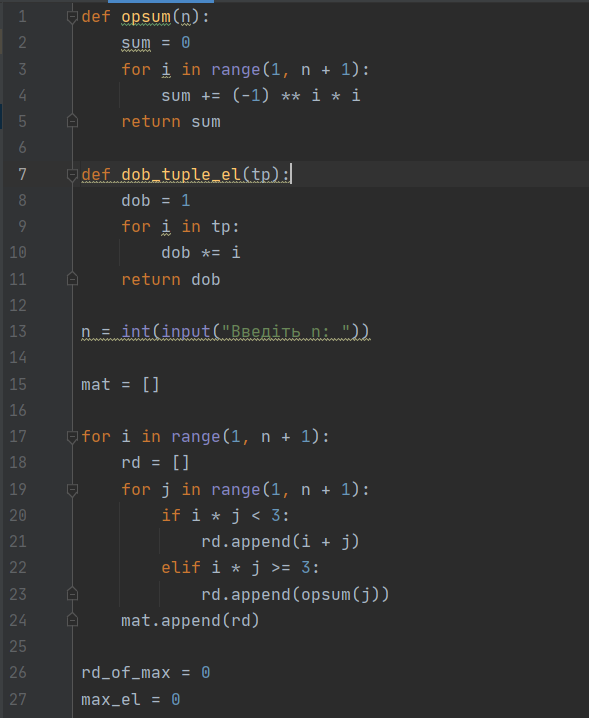 1 def opsum(n):
2     sum = 0
3     for i in range(1, n + 1):
4         sum += (-1) ** i * i
5     return sum
6
7 def dob_tuple_el(tp):
8     dob = 1
9     for i in tp:
10         dob *= i
11     return dob
12
13 n = int(input("Введіть n: "))
14
15 mat = []
16
17 for i in range(1, n + 1):
18     rd = []
19     for j in range(1, n + 1):
20         if i * j < 3:
21             rd.append(i + j)
22         elif i * j >= 3:
23             rd.append(opsum(j))
24     mat.append(rd)
25
26 rd_of_max = 0
27 max_el = 0